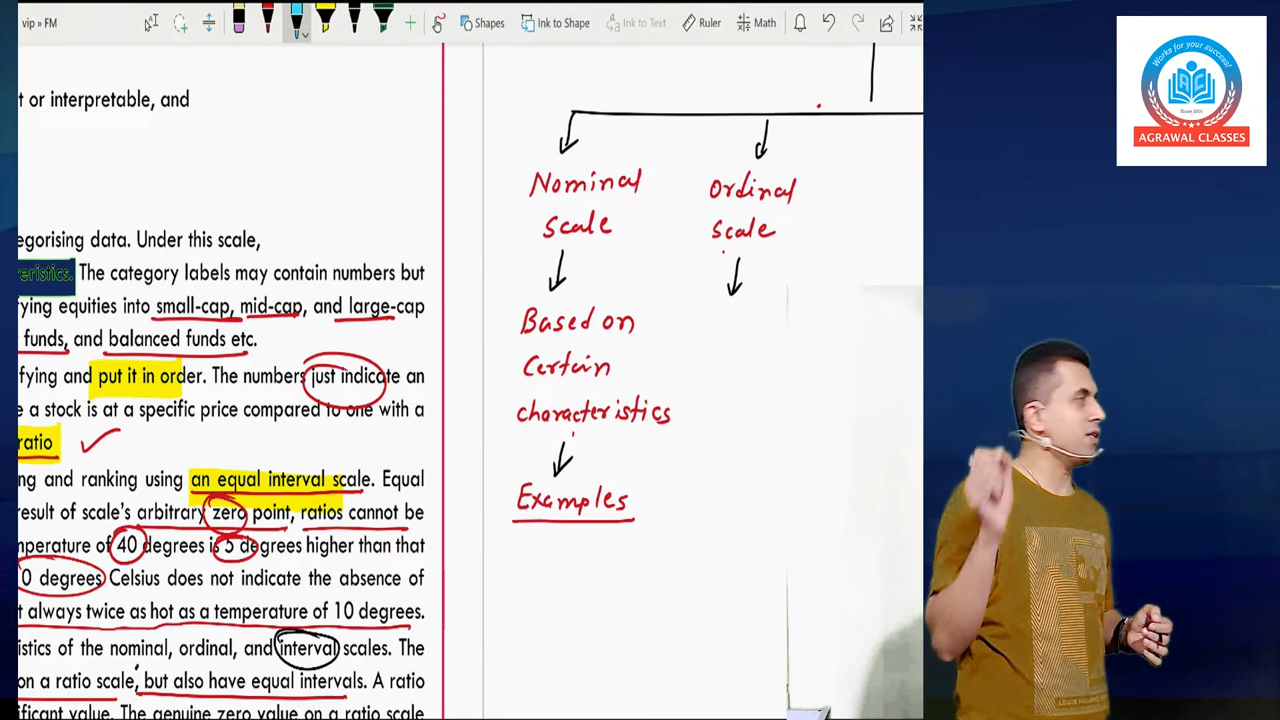 vip » FM
Shapes
Ink to Shape
Ink to Text
Ruler
Math
t or interpretable, and
egorising data. Under this scale,
eristics. The category labels may contain numbers but
ying equities into small-cap, mid-cap, and large-cap
funds, and balanced funds etc.
fying and put it in order. The numbers just indicate an
e a stock is at a specific price compared to one with a
ratio
ng and ranking using an equal interval scale. Equal
result of scale's arbitrary zero point, ratios cannot be
mperature of 40 degrees is 5 degrees higher than that
0 degrees Celsius does not indicate the absence of
t always twice as hot as a temperature of 10 degrees.
istics of the nominal, ordinal, and interval scales. The
on a ratio scale, but also have equal intervals. A ratio
ificant value. The genuine zero value on a ratio scale
Nominal
Scale
Based on
Certain
characteristics
Examples
Ordinal
Scale
Works for your success!
AC
Since 2001
AGRAWAL CLASSES